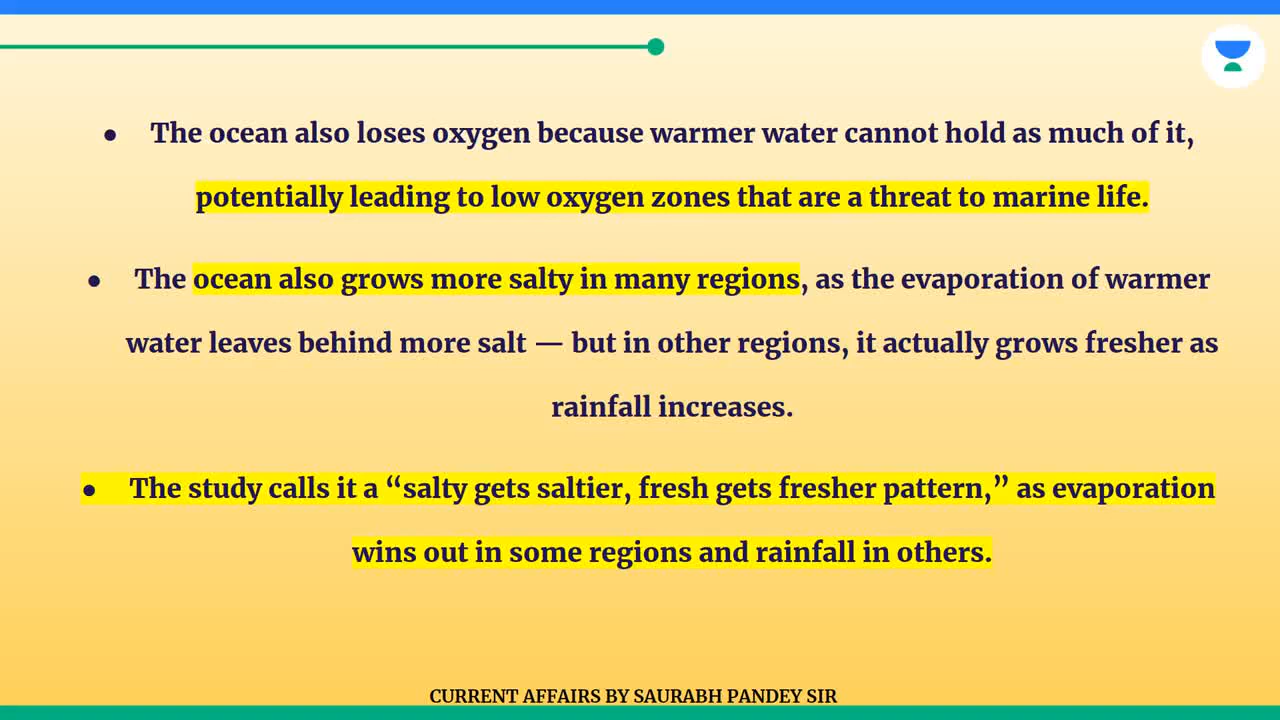 ● The ocean also loses oxygen because warmer water cannot hold as much of it,
potentially leading to low oxygen zones that are a threat to marine life.
● The ocean also grows more salty in many regions, as the evaporation of warmer
water leaves behind more salt — but in other regions, it actually grows fresher as
rainfall increases.
● The study calls it a “salty gets saltier, fresh gets fresher pattern,” as evaporation
wins out in some regions and rainfall in others.
CURRENT AFFAIRS BY SAURABH PANDEY SIR